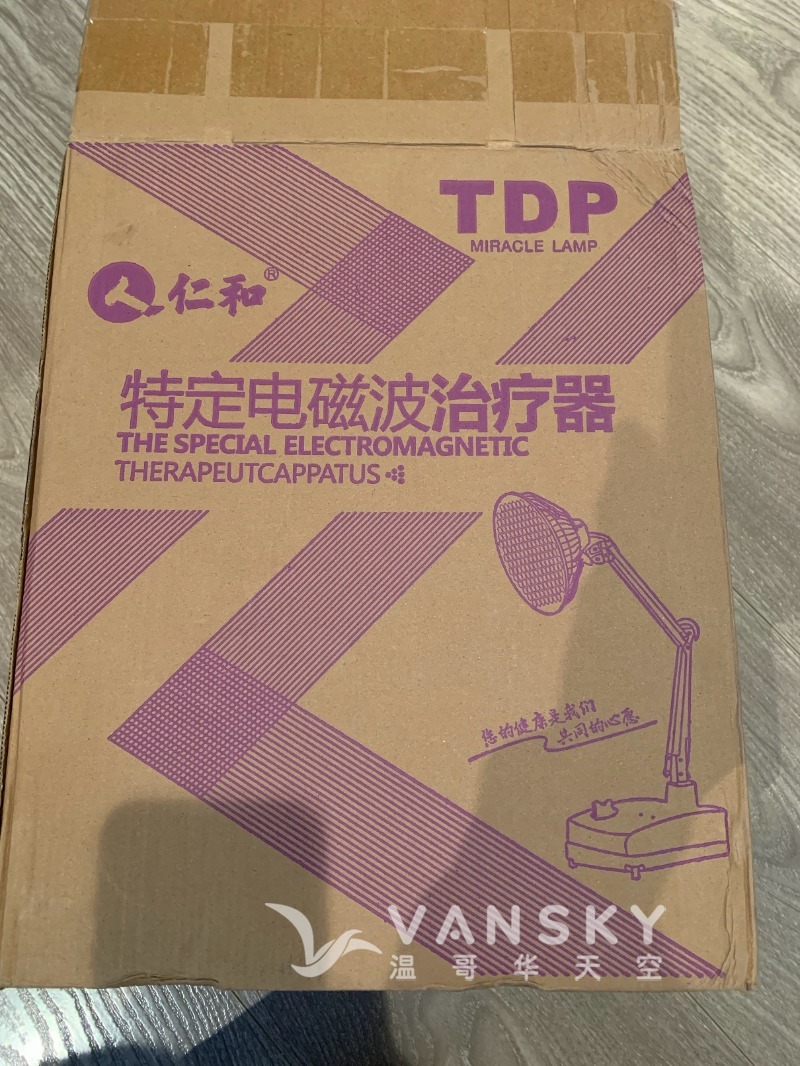 TDP
MIRACLE LAMP
仁和®
特定电磁波治疗器
THE SPECIAL ELECTROMAGNETIC
THERAPEUTCAPPATUS
您的健康是我们
共同的心愿
VANSKY
温哥华天空